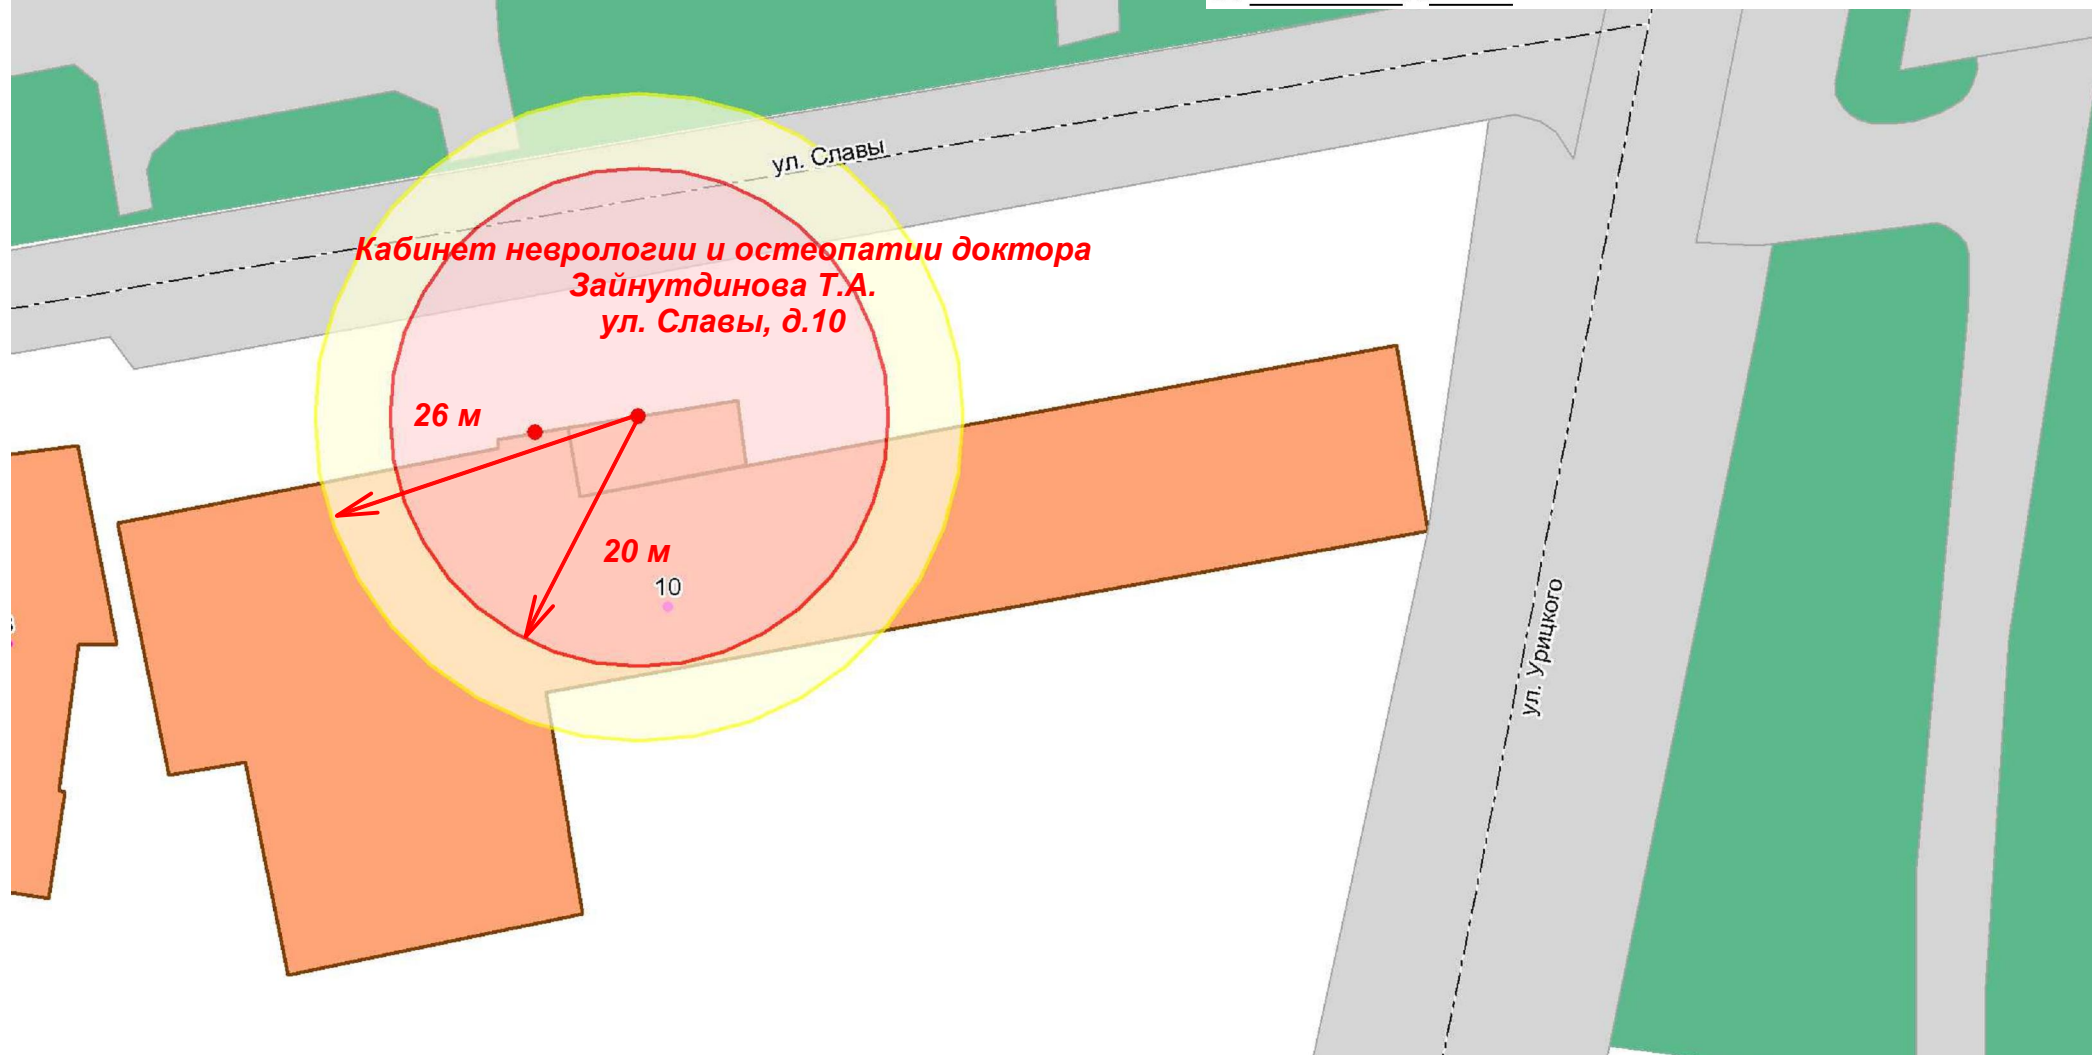 ул. Славы
Кабинет неврологии и остеопатии доктора
Зайнутдинова Т.А.
ул. Славы, д.10
26 м
20 м
10
ул. Урицкого